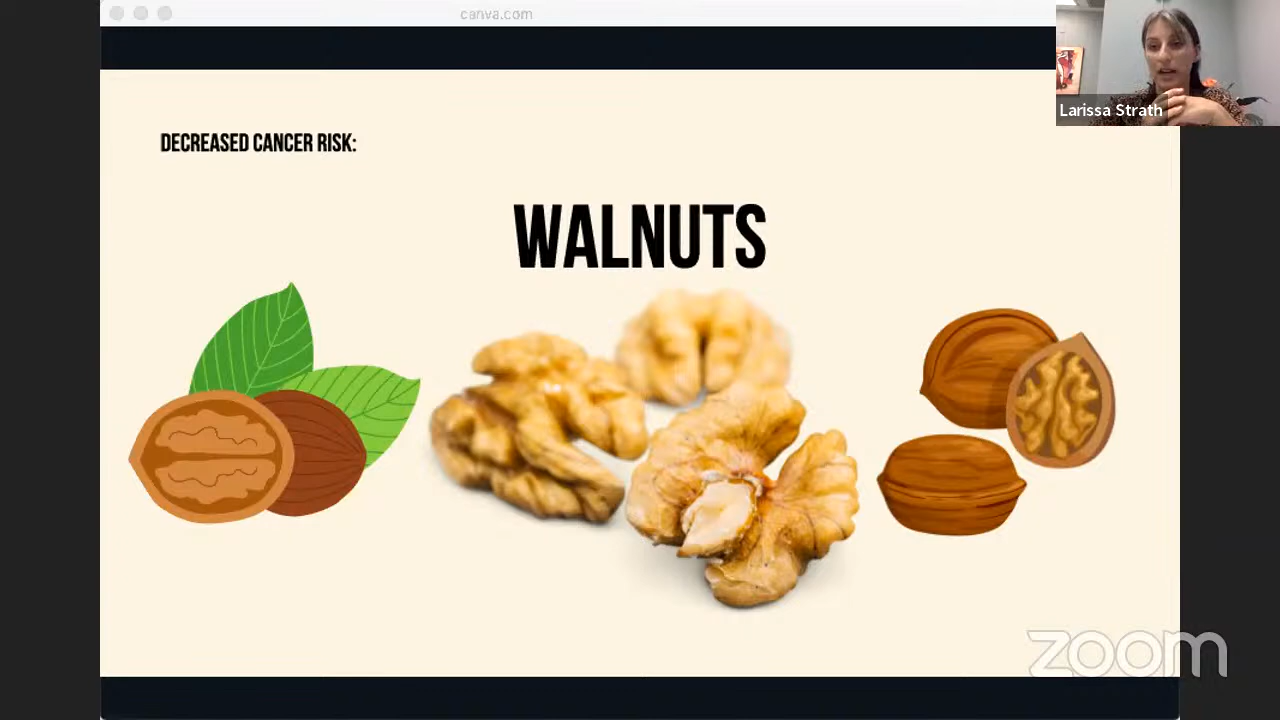 canva.com
Larissa Strath
DECREASED CANCER RISK:
WALNUTS
zoom